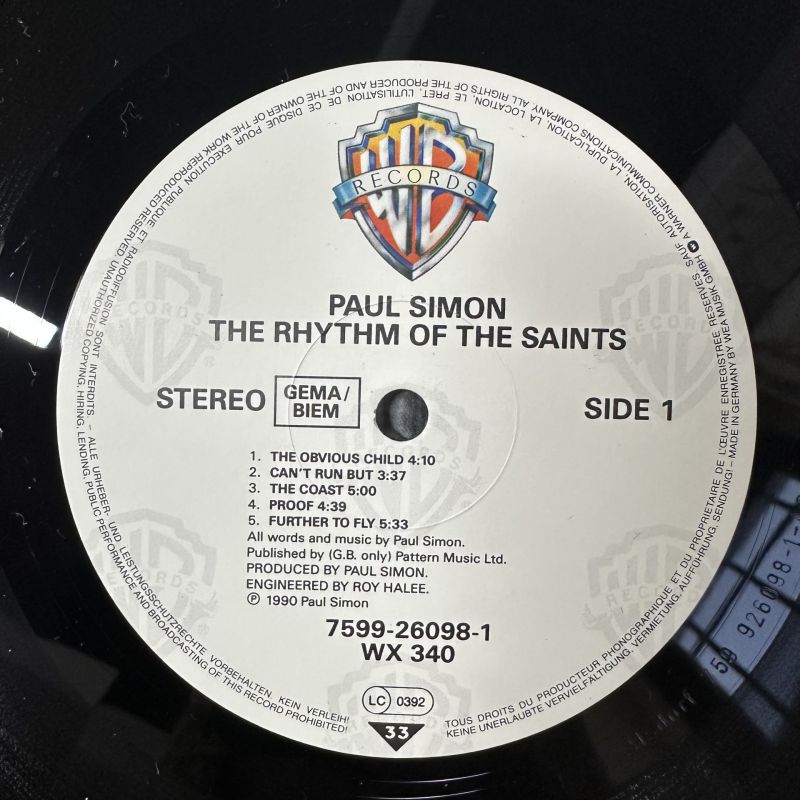 WB
RECORDS
PAUL SIMON
THE RHYTHM OF THE SAINTS
STEREO
GEMA/
BIEM
SIDE 1
1. THE OBVIOUS CHILD 4:10
2. CAN'T RUN BUT 3:37
3. THE COAST 5:00
4. PROOF 4:39
5. FURTHER TO FLY 5:33
All words and music by Paul Simon.
Published by (G.B. only) Pattern Music Ltd.
PRODUCED BY PAUL SIMON.
ENGINEERED BY ROY HALEE.
Ⓟ 1990 Paul Simon
7599-26098-1
WX 340
LC 0392
33
TOUS DROITS DU PRODUCTEUR PHONOGRAPHIQUE ET DU PROPRIETAIRE DE L'ŒUVRE ENREGISTREE RESERVES SAUF AUTORISATION, LA DUPLICATION, LA LOCATION, LE PRET, L'UTILISATION DE CE DISQUE POUR EXECUTION PUBLIQUE ET RADIODIFFUSION SONT INTERDITS. – ALLE URHEBER- UND LEISTUNGSSCHUTZRECHTE VORBEHALTEN. KEIN VERLEIH!
KEINE UNERLAUBTE VERVIELFÄLTIGUNG, VERMIETUNG, AUFFÜHRUNG, SENDUNG! – MADE IN GERMANY BY WEA MUSIK GMBH A WARNER COMMUNICATIONS COMPANY. ALL RIGHTS OF THE PRODUCER AND OF THE OWNER OF THE WORK REPRODUCED RESERVED. UNAUTHORIZED COPYING, HIRING, LENDING, PUBLIC PERFORMANCE AND BROADCASTING OF THIS RECORD PROHIBITED!